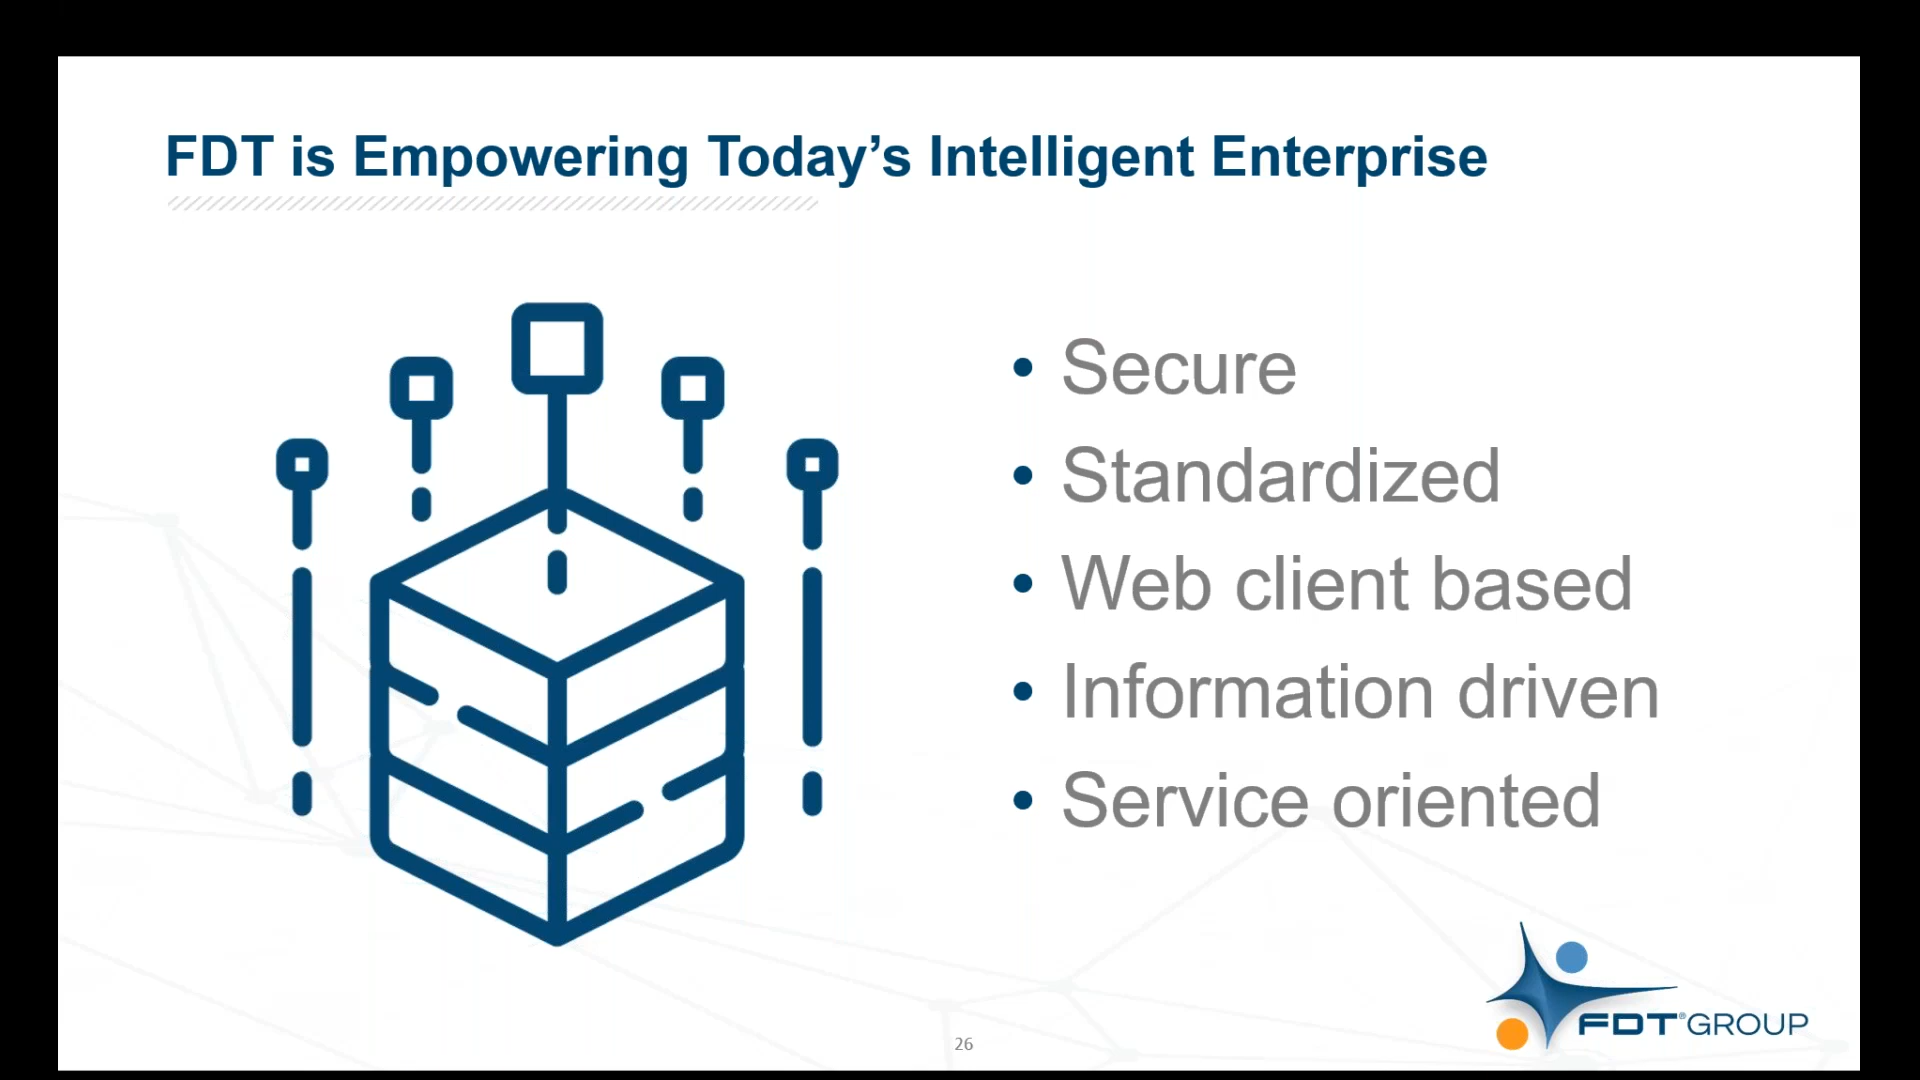 FDT is Empowering Today’s Intelligent Enterprise
• Secure
• Standardized
• Web client based
• Information driven
• Service oriented
FDT® GROUP
26